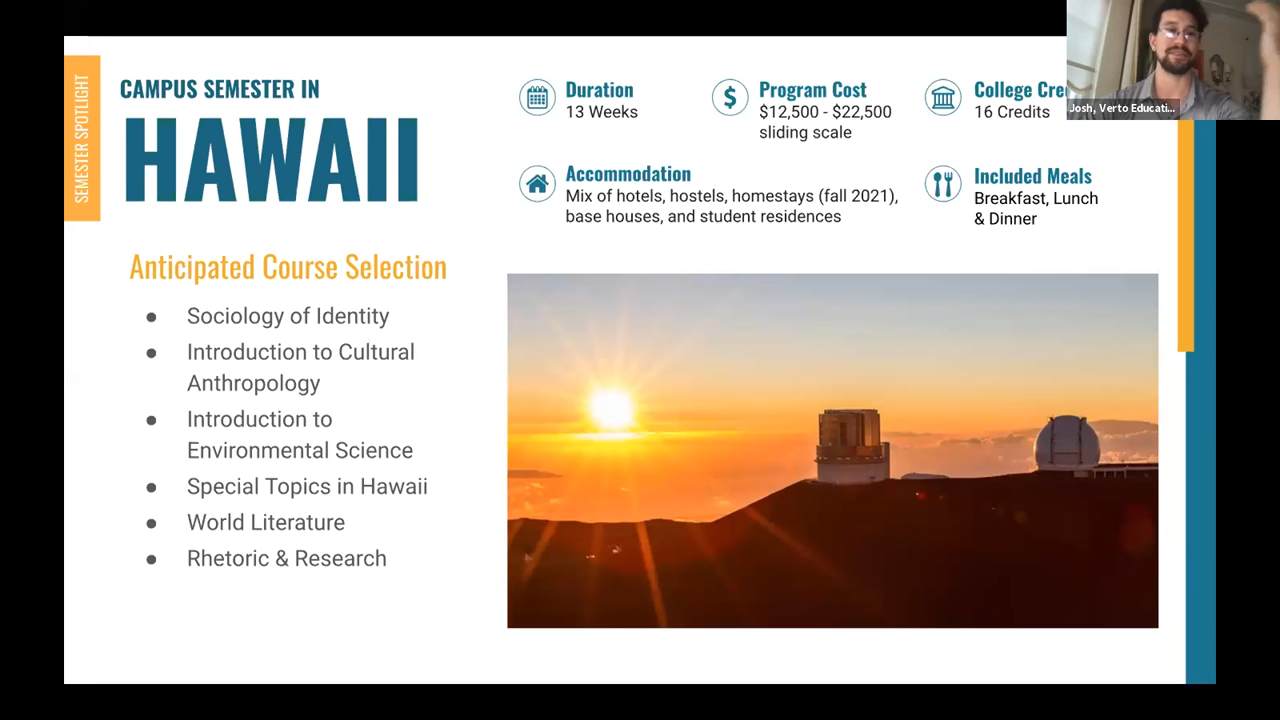 SEMESTER SPOTLIGHT
CAMPUS SEMESTER IN
HAWAII
Duration
13 Weeks
$
Program Cost
$12,500 - $22,500
sliding scale
College Cre
16 Credits
Josh, Verto Educati...
Accommodation
Mix of hotels, hostels, homestays (fall 2021),
base houses, and student residences
Included Meals
Breakfast, Lunch
& Dinner
Anticipated Course Selection
● Sociology of Identity
● Introduction to Cultural
Anthropology
● Introduction to
Environmental Science
● Special Topics in Hawaii
● World Literature
● Rhetoric & Research